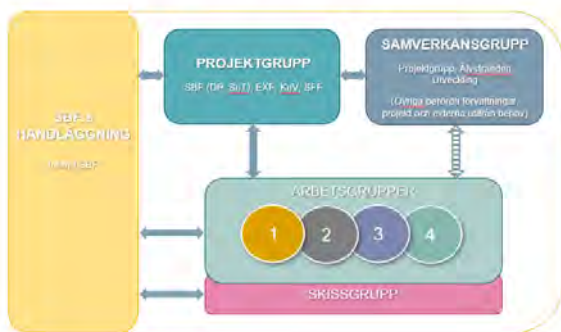 PROJEKTGRUPP
SBF (DP, SoT), EXF, KoV, SFF
SAMVERKANSGRUPP
Projektgrupp, Älvstranden
Utveckling
(Övriga berörda förvaltningar,
projekt och externa utifrån behov)
SBF:s
HANDLÄGGNING
ARBETSGRUPPER
1
2
3
4
SKISSGRUPP